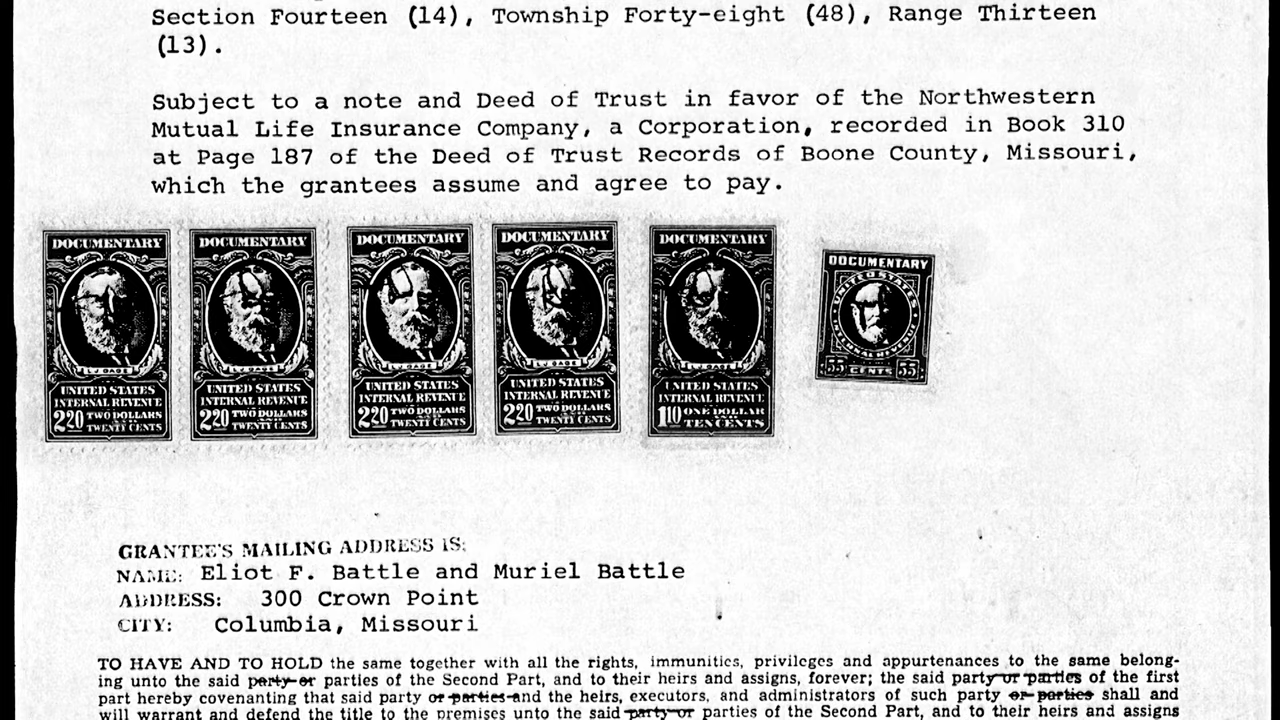 Section Fourteen (14), Township Forty-eight (48), Range Thirteen
(13).
Subject to a note and Deed of Trust in favor of the Northwestern
Mutual Life Insurance Company, a Corporation, recorded in Book 310
at Page 187 of the Deed of Trust Records of Boone County, Missouri,
which the grantees assume and agree to pay.
DOCUMENTARY DOCUMENTARY DOCUMENTARY DOCUMENTARY DOCUMENTARY DOCUMENTARY
UNITED STATES
INTERNAL REVENUE
L J GAGE L J GAGE L J GAGE
UNITED STATES UNITED STATES UNITED STATES UNITED STATES UNITED STATES 55 CENTS 55
INTERNAL REVENUE INTERNAL REVENUE INTERNAL REVENUE INTERNAL REVENUE INTERNAL REVENUE
2 20 TWO DOLLARS 2 20 TWO DOLLARS 2 20 TWO DOLLARS 2 20 TWO DOLLARS 1 10 ONE DOLLAR
TWENTY CENTS TWENTY CENTS TWENTY CENTS TWENTY CENTS TEN CENTS
GRANTEE'S MAILING ADDRESS IS:
NAME: Eliot F. Battle and Muriel Battle
ADDRESS: 300 Crown Point
CITY: Columbia, Missouri
TO HAVE AND TO HOLD the same together with all the rights, immunities, privileges and appurtenances to the same belong-
ing unto the said party or parties of the Second Part, and to their heirs and assigns, forever; the said party or parties of the first
part hereby covenanting that said party or parties and the heirs, executors, and administrators of such party or parties shall and
will warrant and defend the title to the premises unto the said party or parties of the Second Part, and to their heirs and assigns